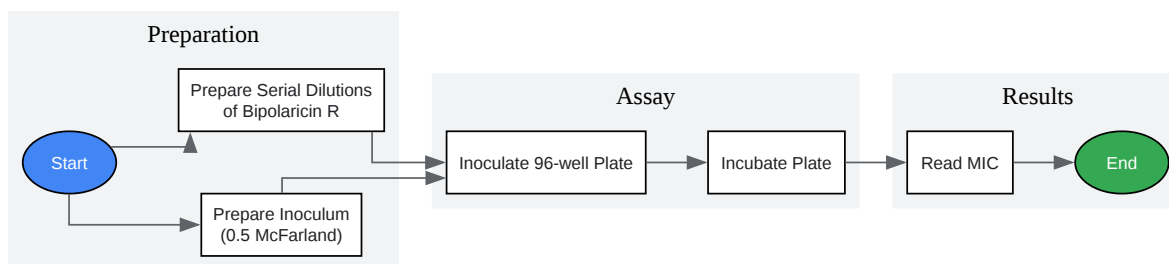 Preparation
Prepare Serial Dilutions
of Bipolaricin R
Start
Prepare Inoculum
(0.5 McFarland)
Assay
Inoculate 96-well Plate
Incubate Plate
Results
Read MIC
End